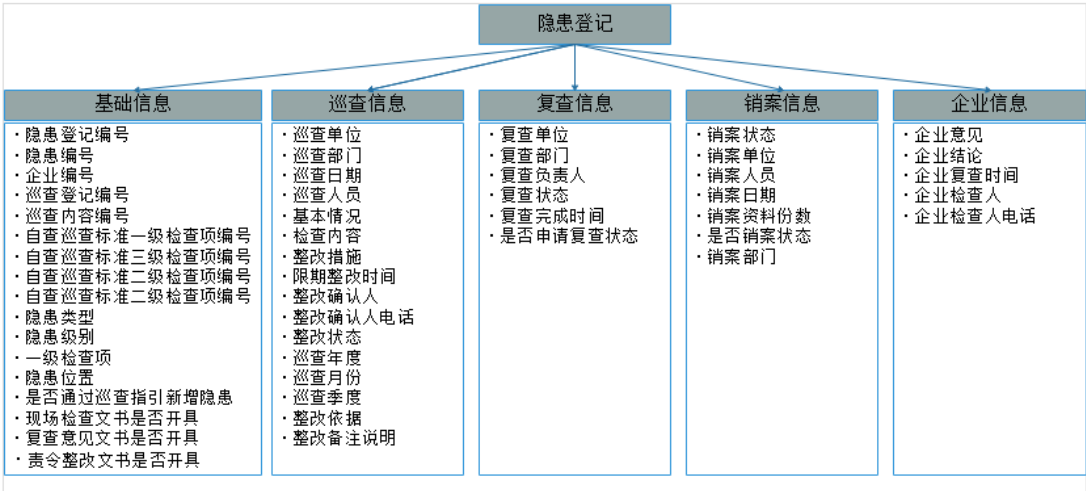 隐患登记
基础信息
·隐患登记编号
·隐患编号
·企业编号
·巡查登记编号
·巡查内容编号
·自查巡查标准一级检查项编号
·自查巡查标准三级检查项编号
·自查巡查标准二级检查项编号
·自查巡查标准二级检查项编号
·隐患类型
·隐患级别
·一级检查项
·隐患位置
·是否通过巡查指引新增隐患
·现场检查文书是否开具
·复查意见文书是否开具
·责令整改文书是否开具
巡查信息
·巡查单位
·巡查部门
·巡查日期
·巡查人员
·基本情况
·检查内容
·整改措施
·限期整改时间
·整改确认人
·整改确认人电话
·整改状态
·巡查年度
·巡查月份
·巡查季度
·整改依据
·整改备注说明
复查信息
·复查单位
·复查部门
·复查负责人
·复查状态
·复查完成时间
·是否申请复查状态
销案信息
·销案状态
·销案单位
·销案人员
·销案日期
·销案资料份数
·是否销案状态
·销案部门
企业信息
·企业意见
·企业结论
·企业复查时间
·企业检查人
·企业检查人电话